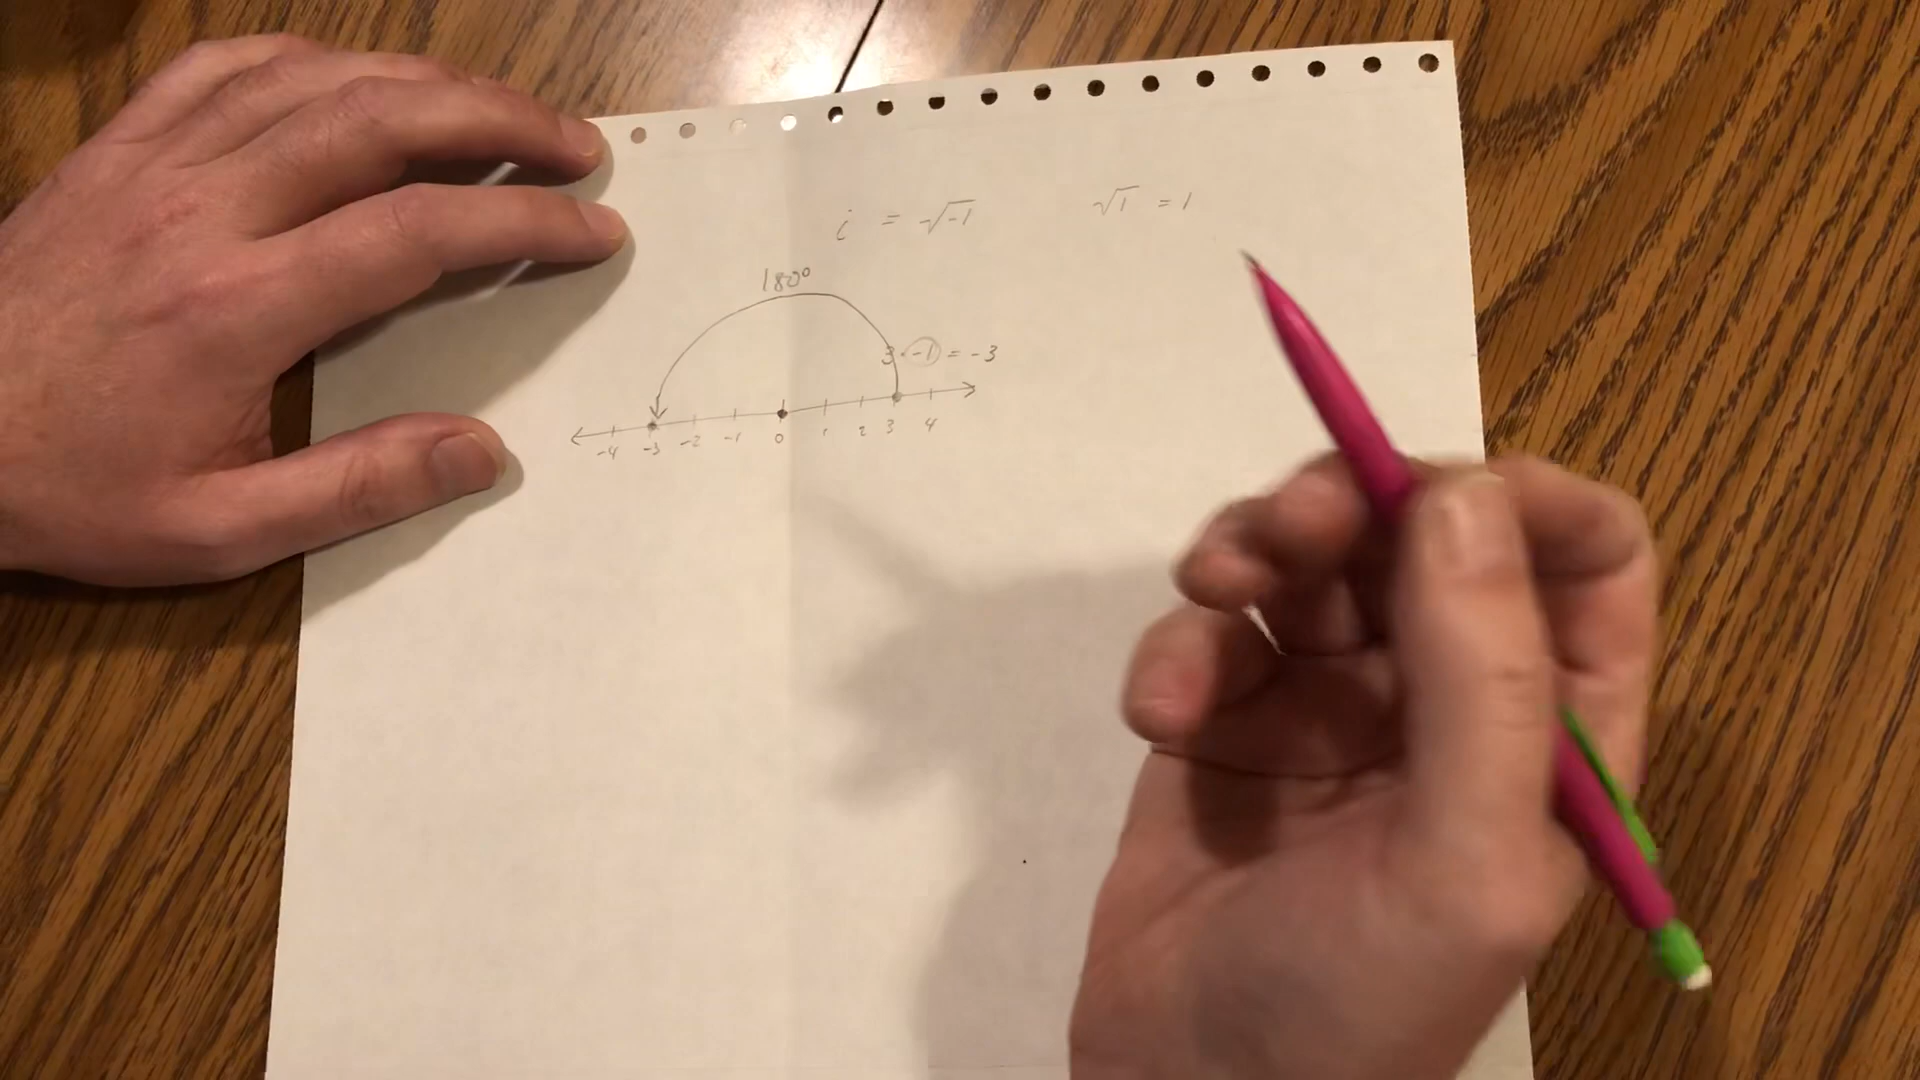 i = √-1 √1 = 1
180°
3 · -1 = -3
-4 -3 -2 -1 0 1 2 3 4